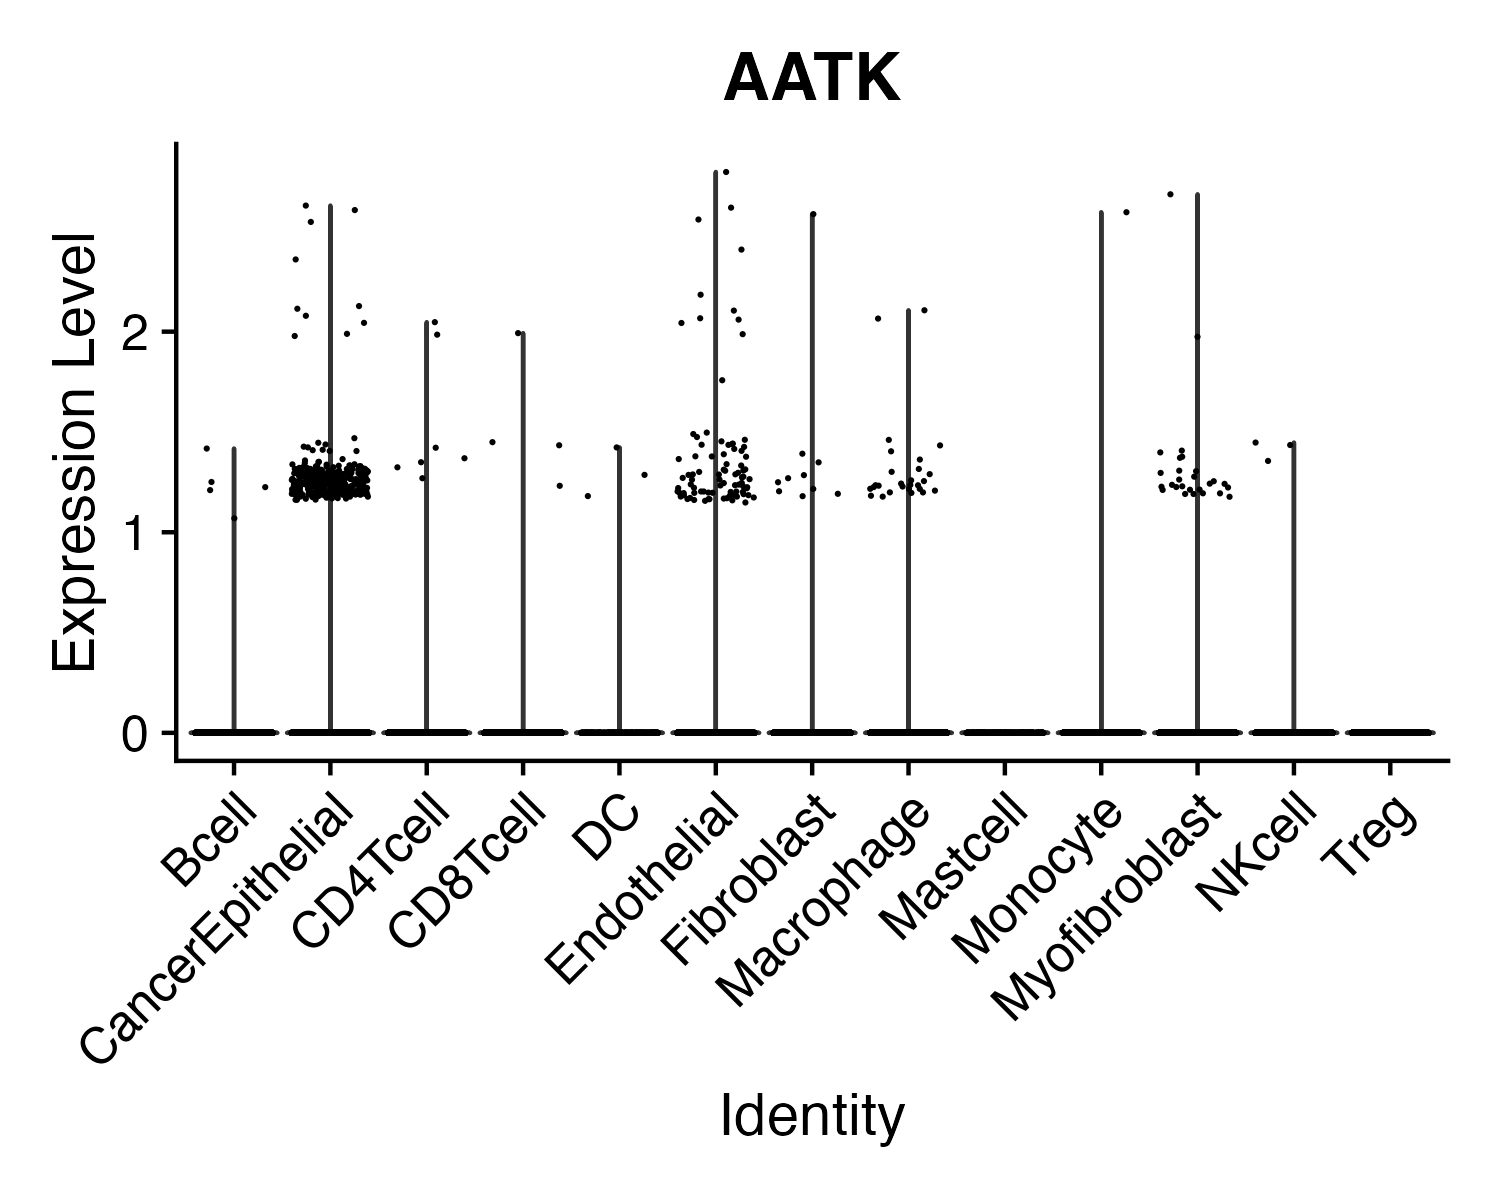 AATK
Expression Level
2
1
0
Bcell
CancerEpithelial
CD4Tcell
CD8Tcell
DC
Endothelial
Fibroblast
Macrophage
Mastcell
Monocyte
Myofibroblast
NKcell
Treg
Identity